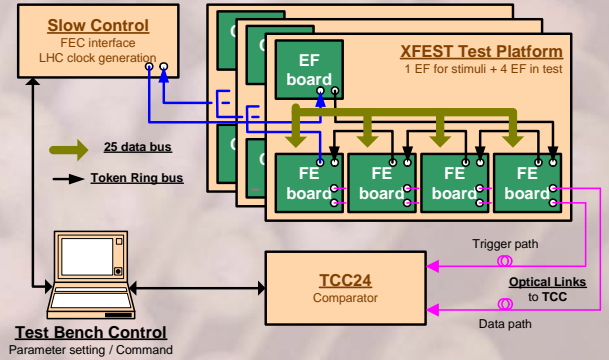 Slow Control
FEC interface
LHC clock generation
XFEST Test Platform
1 EF for stimuli + 4 EF in test
EF
board
25 data bus
Token Ring bus
FE
board
FE
board
FE
board
FE
board
Trigger path
Optical Links
to TCC
Data path
TCC24
Comparator
Test Bench Control
Parameter setting / Command